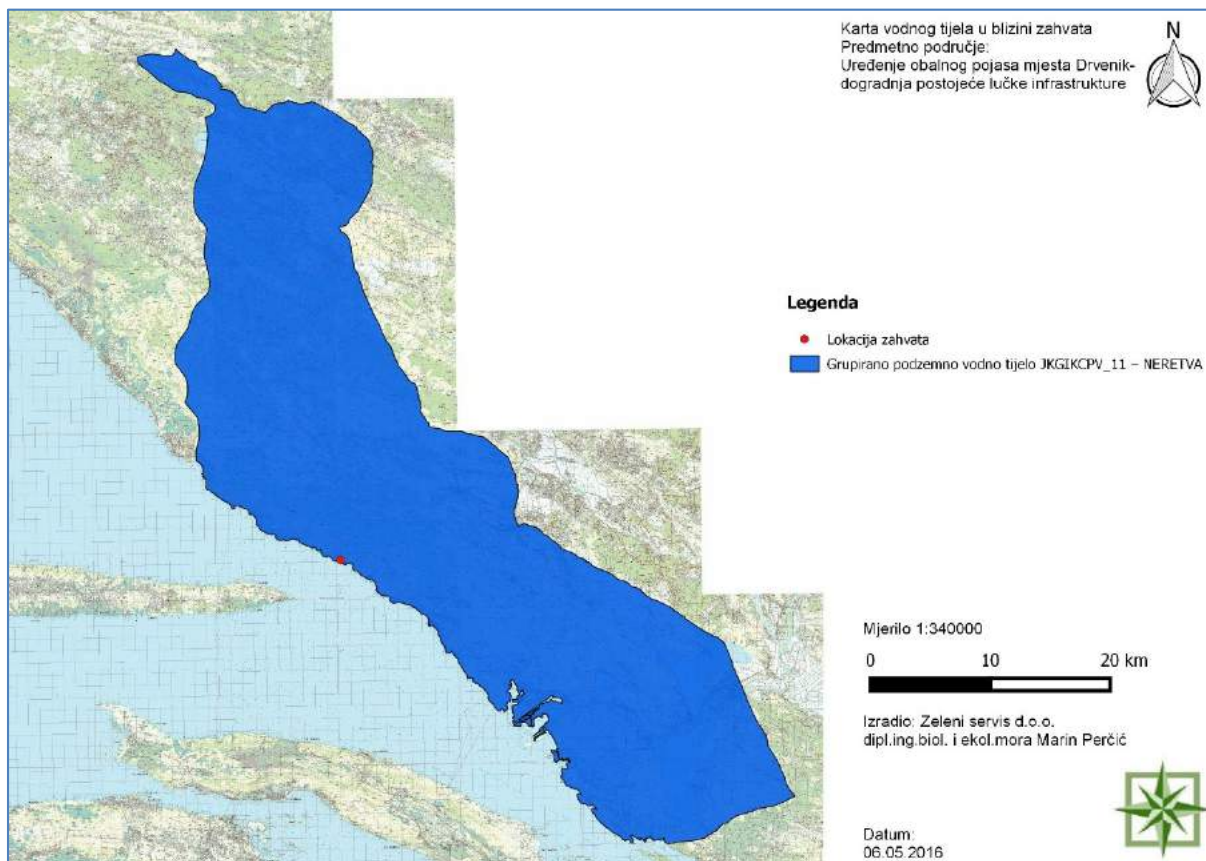 Karta vodnog tijela u blizini zahvata
Predmetno područje:
Uređenje obalnog pojasa mjesta Drvenik-
dogradnja postojeće lučke infrastrukture
N
Legenda
Lokacija zahvata
Grupirano podzemno vodno tijelo JKGIKCPV_11 – NERETVA
Mjerilo 1:340000
0 10 20 km
Izradio: Zeleni servis d.o.o.
dipl.ing.biol. i ekol.mora Marin Perčić
Datum:
06.05.2016